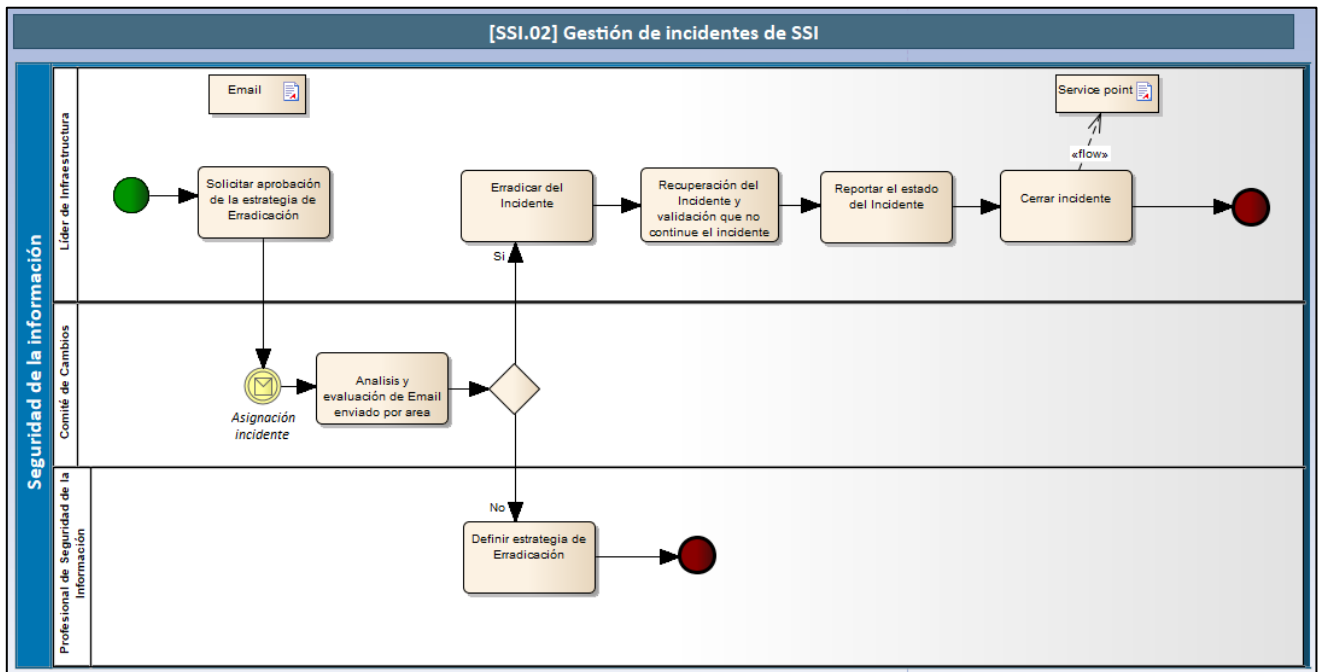 [SSI.02] Gestión de incidentes de SSI
Seguridad de la información
Líder de Infraestructura
Email
Service point
«flow»
Solicitar aprobación
de la estrategia de
Erradicación
Erradicar del
Incidente
Recuperación del
Incidente y
validación que no
continue el incidente
Reportar el estado
del Incidente
Cerrar incidente
Si
Comité de Cambios
Asignación
incidente
Analisis y
evaluación de Email
enviado por area
No
Profesional de Seguridad de la
Información
Definir estrategia de
Erradicación